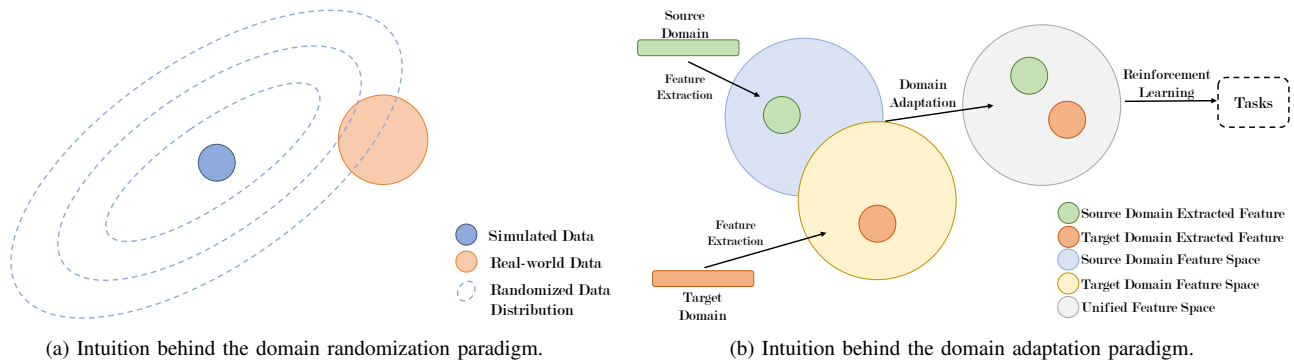 Simulated Data
Real-world Data
Randomized Data
Distribution
(a) Intuition behind the domain randomization paradigm.
Source
Domain
Feature
Extraction
Domain
Adaptation
Reinforcement
Learning
Tasks
Feature
Extraction
Target
Domain
Source Domain Extracted Feature
Target Domain Extracted Feature
Source Domain Feature Space
Target Domain Feature Space
Unified Feature Space
(b) Intuition behind the domain adaptation paradigm.